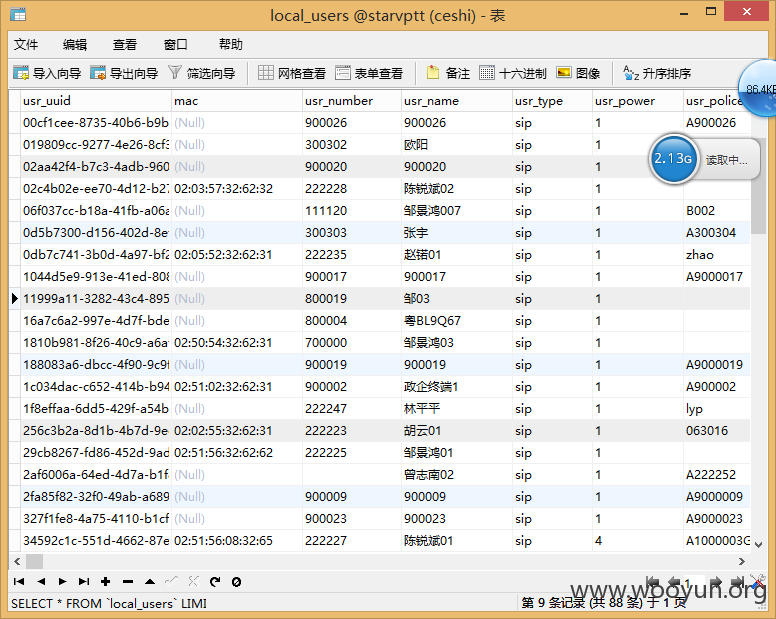 local_users @starvptt (ceshi) - 表
文件 编辑 查看 窗口 帮助
导入向导 导出向导 筛选向导 网格查看 表单查看 备注 十六进制 图像 升序排序
86.4K
usr_uuid mac usr_number usr_name usr_type usr_power usr_police
00cf1cee-8735-40b6-b9b (Null) 900026 900026 sip 1 A900026
019809cc-9277-4e26-8cf3 (Null) 300302 欧阳 sip 1
02aa42f4-b7c3-4adb-960 (Null) 900020 900020 sip 1
2.13G 读取中...
02c4b02e-ee70-4d12-b27 02:03:57:32:62:32 222228 陈锐斌02 sip 1
06f037cc-b18a-41fb-a06a (Null) 111120 邹景鸿007 sip 1 B002
0d5b7300-d156-402d-8e (Null) 300303 张宇 sip 1 A300304
0db7c741-3b0d-4a97-bf2 02:05:52:32:62:31 222235 赵锘01 sip 1 zhao
1044d5e9-913e-41ed-808 (Null) 900017 900017 sip 1 A9000017
11999a11-3282-43c4-895 (Null) 800019 邹03 sip 1
16a7c6a2-997e-4d7f-bde (Null) 800004 粤BL9Q67 sip 1
1810b981-8f26-40c9-a6a 02:50:54:32:62:31 700000 邹景鸿03 sip 1
188083a6-dbcc-4f90-9c9f (Null) 900019 900019 sip 1 A9000019
1c034dac-c652-414b-b94 02:51:02:32:62:31 900002 政企终端1 sip 1 A900002
1f8effaa-6dd5-429f-a54b (Null) 222247 林平平 sip 1 lyp
256c3b2a-8d1b-4b7d-9e 02:02:55:32:62:31 222223 胡云01 sip 1 063016
29cb8267-fd86-452d-9ad 02:51:56:32:62:62 222225 邹景鸿01 sip 1
2af6006a-64ed-4d7a-b1f (Null) 曾志南02 sip 1 A222252
2fa85f82-32f0-49ab-a689 (Null) 900009 900009 sip 1 A9000009
327f1fe8-4a75-4110-b1cf (Null) 900023 900023 sip 1 A9000023
34592c1c-551d-4662-87e 02:51:56:08:32:65 222227 陈锐斌01 sip 4 A1000003G
1
www.wooyun.org
SELECT * FROM `local_users` LIMI 第 9 条记录 (共 88 条) 于 1 页